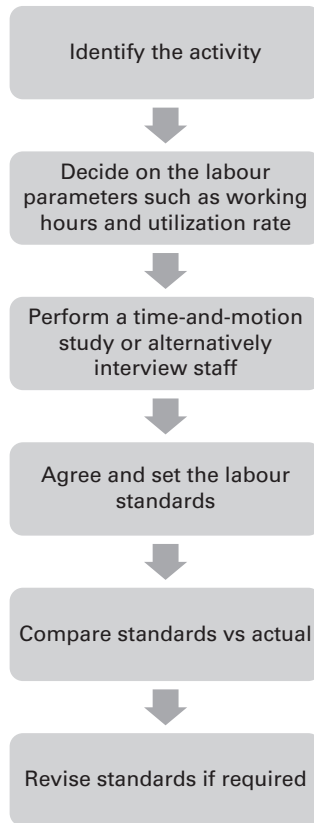 Identify the activity
Decide on the labour
parameters such as working
hours and utilization rate
Perform a time-and-motion
study or alternatively
interview staff
Agree and set the labour
standards
Compare standards vs actual
Revise standards if required